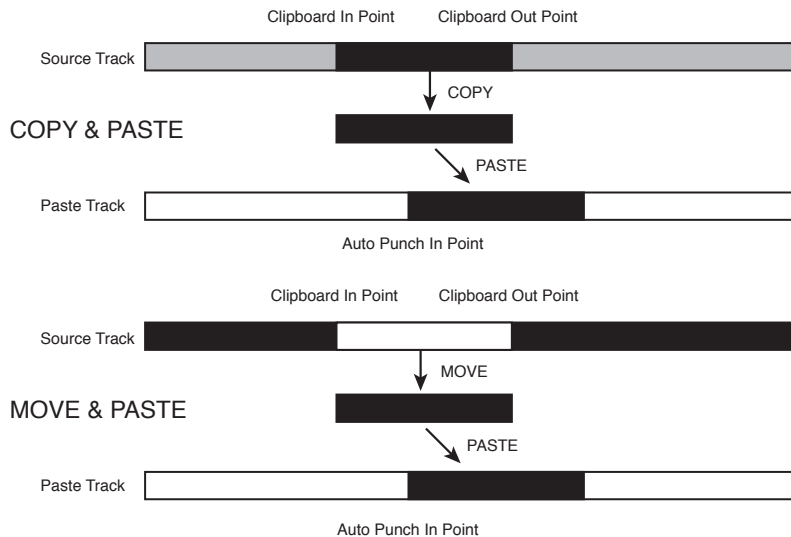 Clipboard In Point Clipboard Out Point
Source Track
COPY
COPY & PASTE
PASTE
Paste Track
Auto Punch In Point
Clipboard In Point Clipboard Out Point
Source Track
MOVE
MOVE & PASTE
PASTE
Paste Track
Auto Punch In Point